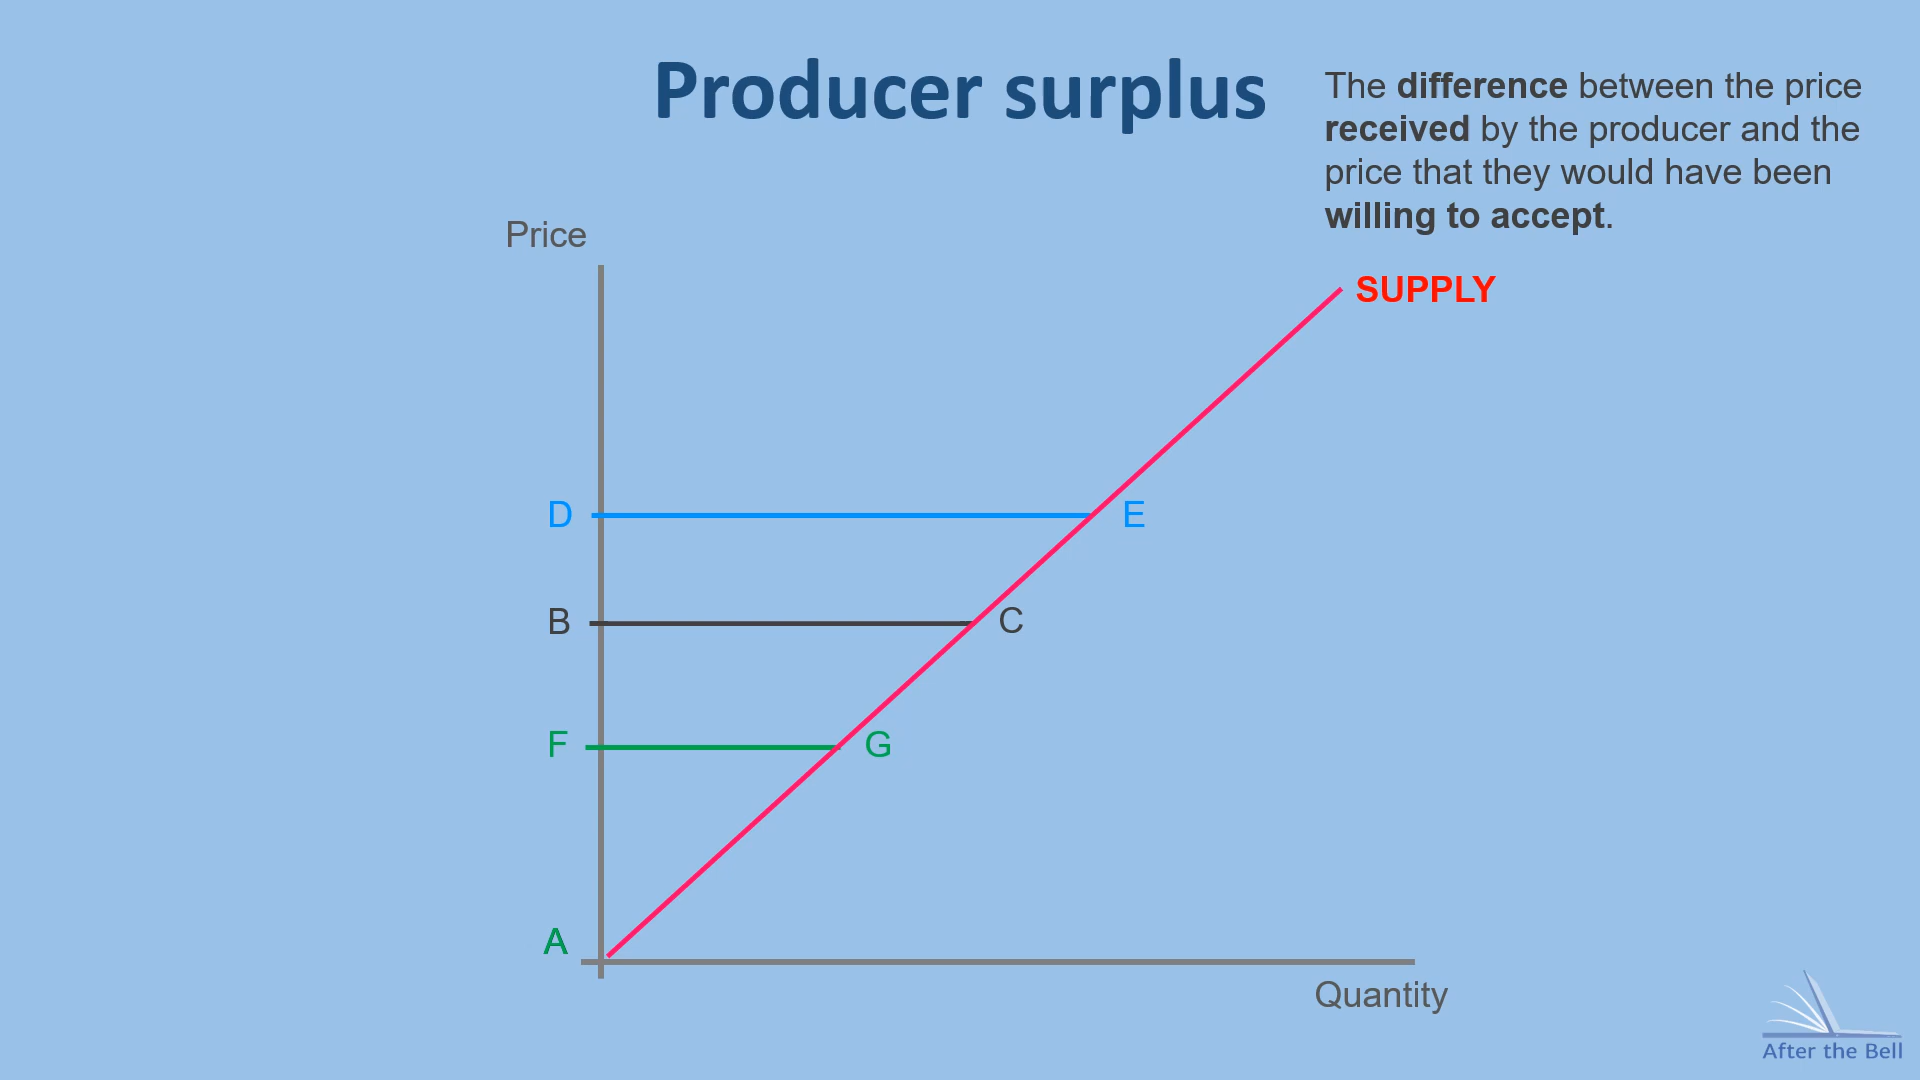 Producer surplus
The difference between the price
received by the producer and the
price that they would have been
willing to accept.
Price
SUPPLY
D
E
B
C
F
G
A
Quantity
After the Bell